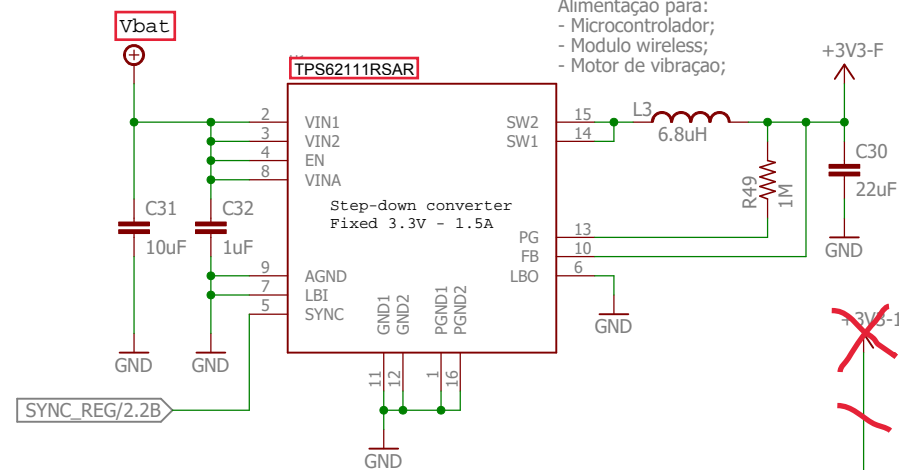 Alimentação para:
- Microcontrolador;
- Modulo wireless;
- Motor de vibraçao;
Vbat
TPS62111RSAR
+3V3-F
2 VIN1
3 VIN2
4 EN
8 VINA
SW2 15
SW1 14
L3
6.8uH
C30
22uF
GND
R49
1M
Step-down converter
Fixed 3.3V - 1.5A
C31
10uF
C32
1uF
PG 13
FB 10
LBO 6
9 AGND
7 LBI
5 SYNC
GND1
GND2
PGND1
PGND2
11
12
1
16
GND
GND
GND
+3V3-1
SYNC_REG/2.2B
GND